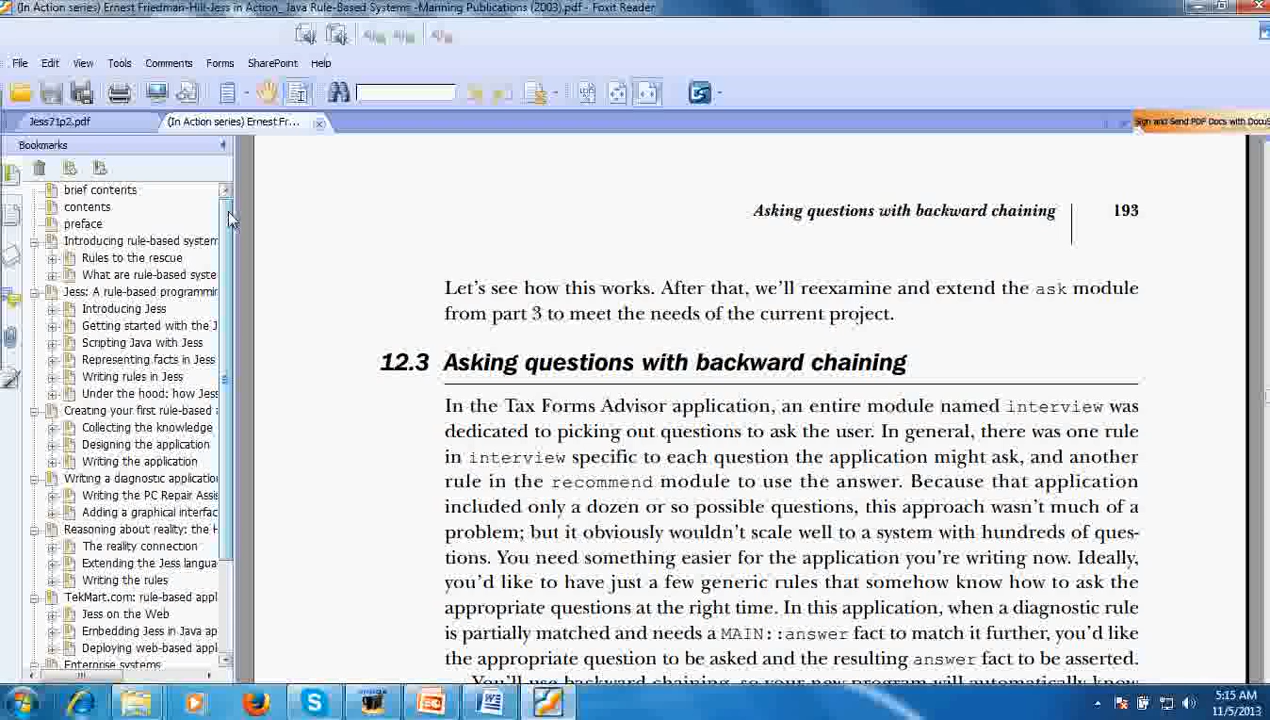 (In Action series) Ernest Friedman-Hill-Jess in Action_ Java Rule-Based Systems -Manning Publications (2003).pdf - Foxit Reader
File Edit View Tools Comments Forms SharePoint Help
Jess71p2.pdf
(In Action series) Ernest Fr...
Sign and Send PDF Docs with DocuS
Bookmarks
brief contents
contents
preface
Introducing rule-based system
Rules to the rescue
What are rule-based syste
Jess: A rule-based programmin
Introducing Jess
Getting started with the J
Scripting Java with Jess
Representing facts in Jess
Writing rules in Jess
Under the hood: how Jess
Creating your first rule-based
Collecting the knowledge
Designing the application
Writing the application
Writing a diagnostic application
Writing the PC Repair Assis
Adding a graphical interfac
Reasoning about reality: the H
The reality connection
Extending the Jess langua
Writing the rules
TekMart.com: rule-based appl
Jess on the Web
Embedding Jess in Java ap
Deploying web-based appl
Enterprise systems
Asking questions with backward chaining 193
Let's see how this works. After that, we'll reexamine and extend the ask module
from part 3 to meet the needs of the current project.
12.3 Asking questions with backward chaining
In the Tax Forms Advisor application, an entire module named interview was
dedicated to picking out questions to ask the user. In general, there was one rule
in interview specific to each question the application might ask, and another
rule in the recommend module to use the answer. Because that application
included only a dozen or so possible questions, this approach wasn't much of a
problem; but it obviously wouldn't scale well to a system with hundreds of ques-
tions. You need something easier for the application you're writing now. Ideally,
you'd like to have just a few generic rules that somehow know how to ask the
appropriate questions at the right time. In this application, when a diagnostic rule
is partially matched and needs a MAIN::answer fact to match it further, you'd like
the appropriate question to be asked and the resulting answer fact to be asserted.
You'll use backward chaining, so your new program will automatically know
5:15 AM
11/5/2013